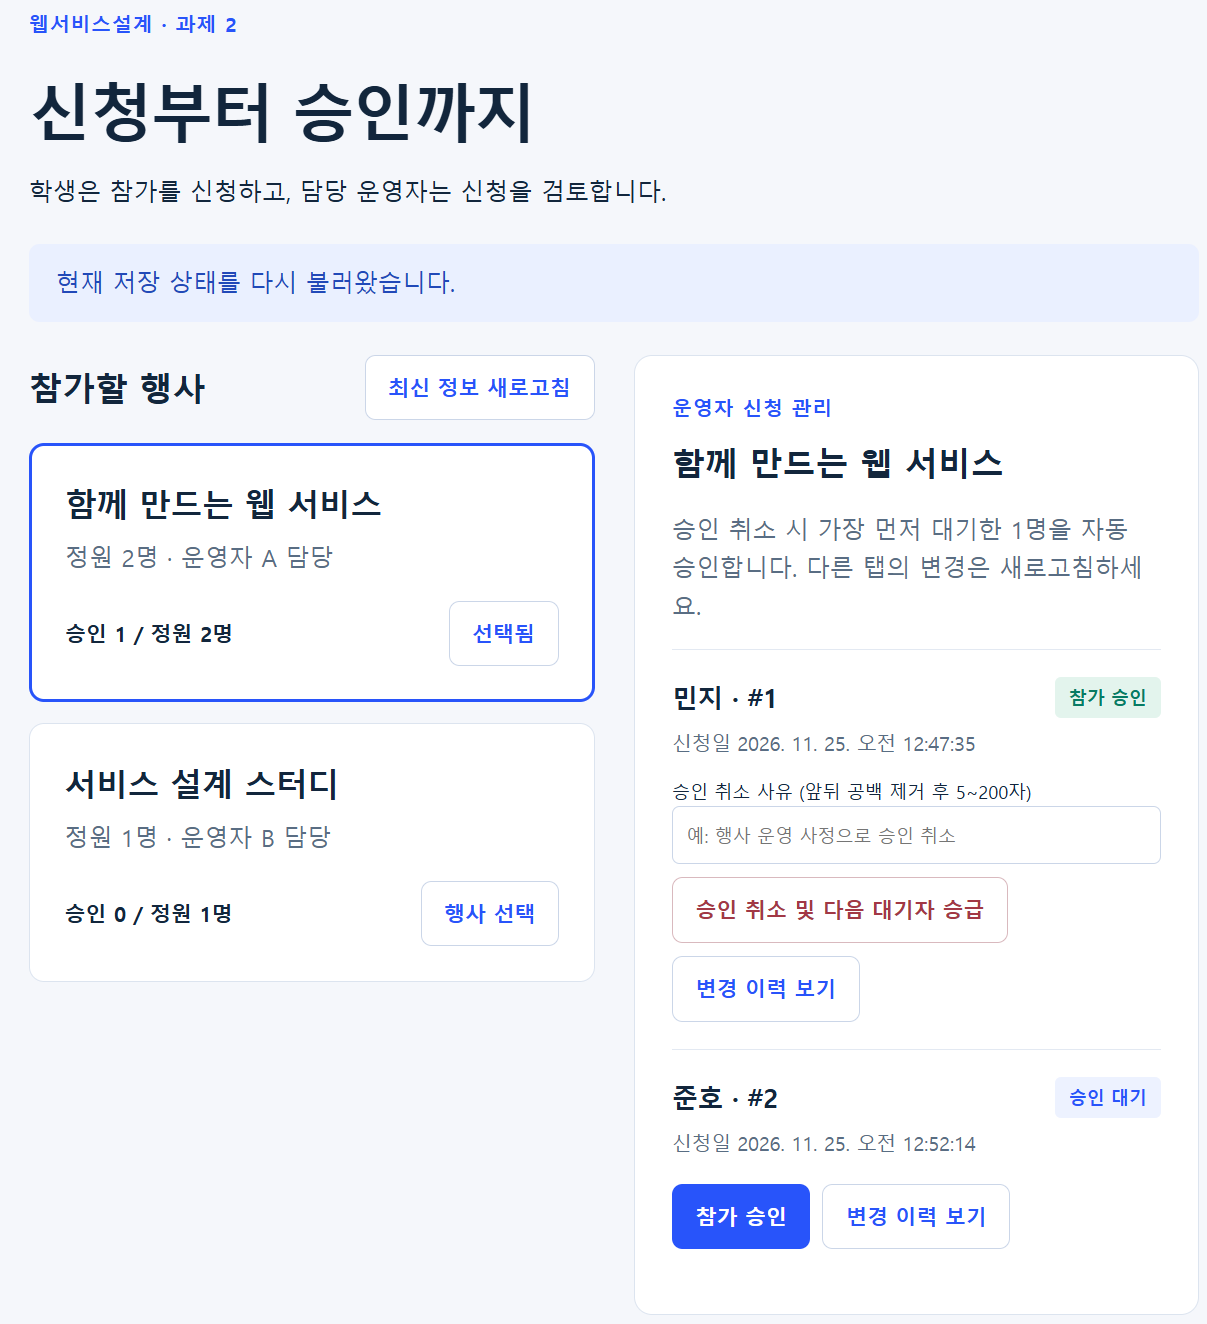 웹서비스설계 · 과제 2
신청부터 승인까지
학생은 참가를 신청하고, 담당 운영자는 신청을 검토합니다.
현재 저장 상태를 다시 불러왔습니다.
참가할 행사
최신 정보 새로고침
함께 만드는 웹 서비스
정원 2명 · 운영자 A 담당
승인 1 / 정원 2명
선택됨
서비스 설계 스터디
정원 1명 · 운영자 B 담당
승인 0 / 정원 1명
행사 선택
운영자 신청 관리
함께 만드는 웹 서비스
승인 취소 시 가장 먼저 대기한 1명을 자동
승인합니다. 다른 탭의 변경은 새로고침하세
요.
민지 · #1
참가 승인
신청일 2026. 11. 25. 오전 12:47:35
승인 취소 사유 (앞뒤 공백 제거 후 5~200자)
예: 행사 운영 사정으로 승인 취소
승인 취소 및 다음 대기자 승급
변경 이력 보기
준호 · #2
승인 대기
신청일 2026. 11. 25. 오전 12:52:14
참가 승인
변경 이력 보기